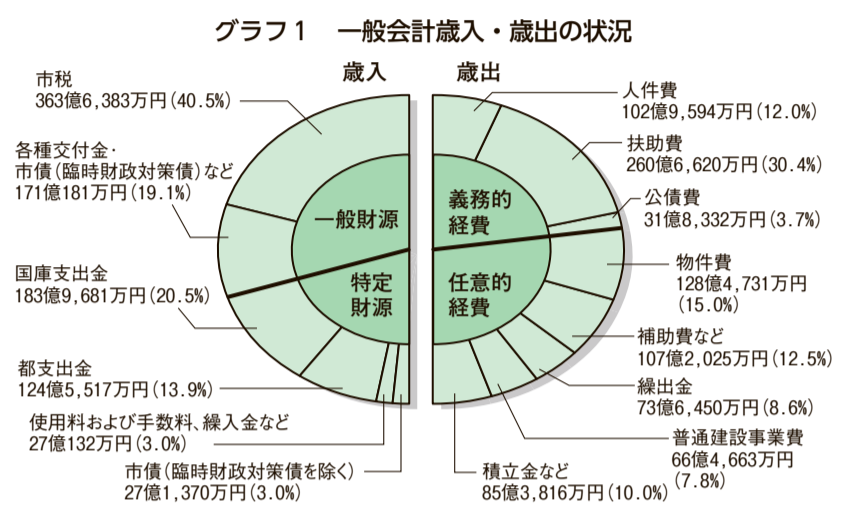 グラフ1　一般会計歳入・歳出の状況
歳入
市税
363億6,383万円(40.5%)
各種交付金・
市債(臨時財政対策債)など
171億181万円(19.1%)
国庫支出金
183億9,681万円(20.5%)
都支出金
124億5,517万円(13.9%)
使用料および手数料、繰入金など
27億132万円(3.0%)
市債(臨時財政対策債を除く)
27億1,370万円(3.0%)
一般財源
特定
財源
歳出
人件費
102億9,594万円(12.0%)
扶助費
260億6,620万円(30.4%)
公債費
31億8,332万円(3.7%)
物件費
128億4,731万円
(15.0%)
補助費など
107億2,025万円(12.5%)
繰出金
73億6,450万円(8.6%)
普通建設事業費
66億4,663万円
(7.8%)
積立金など
85億3,816万円(10.0%)
義務的
経費
任意的
経費